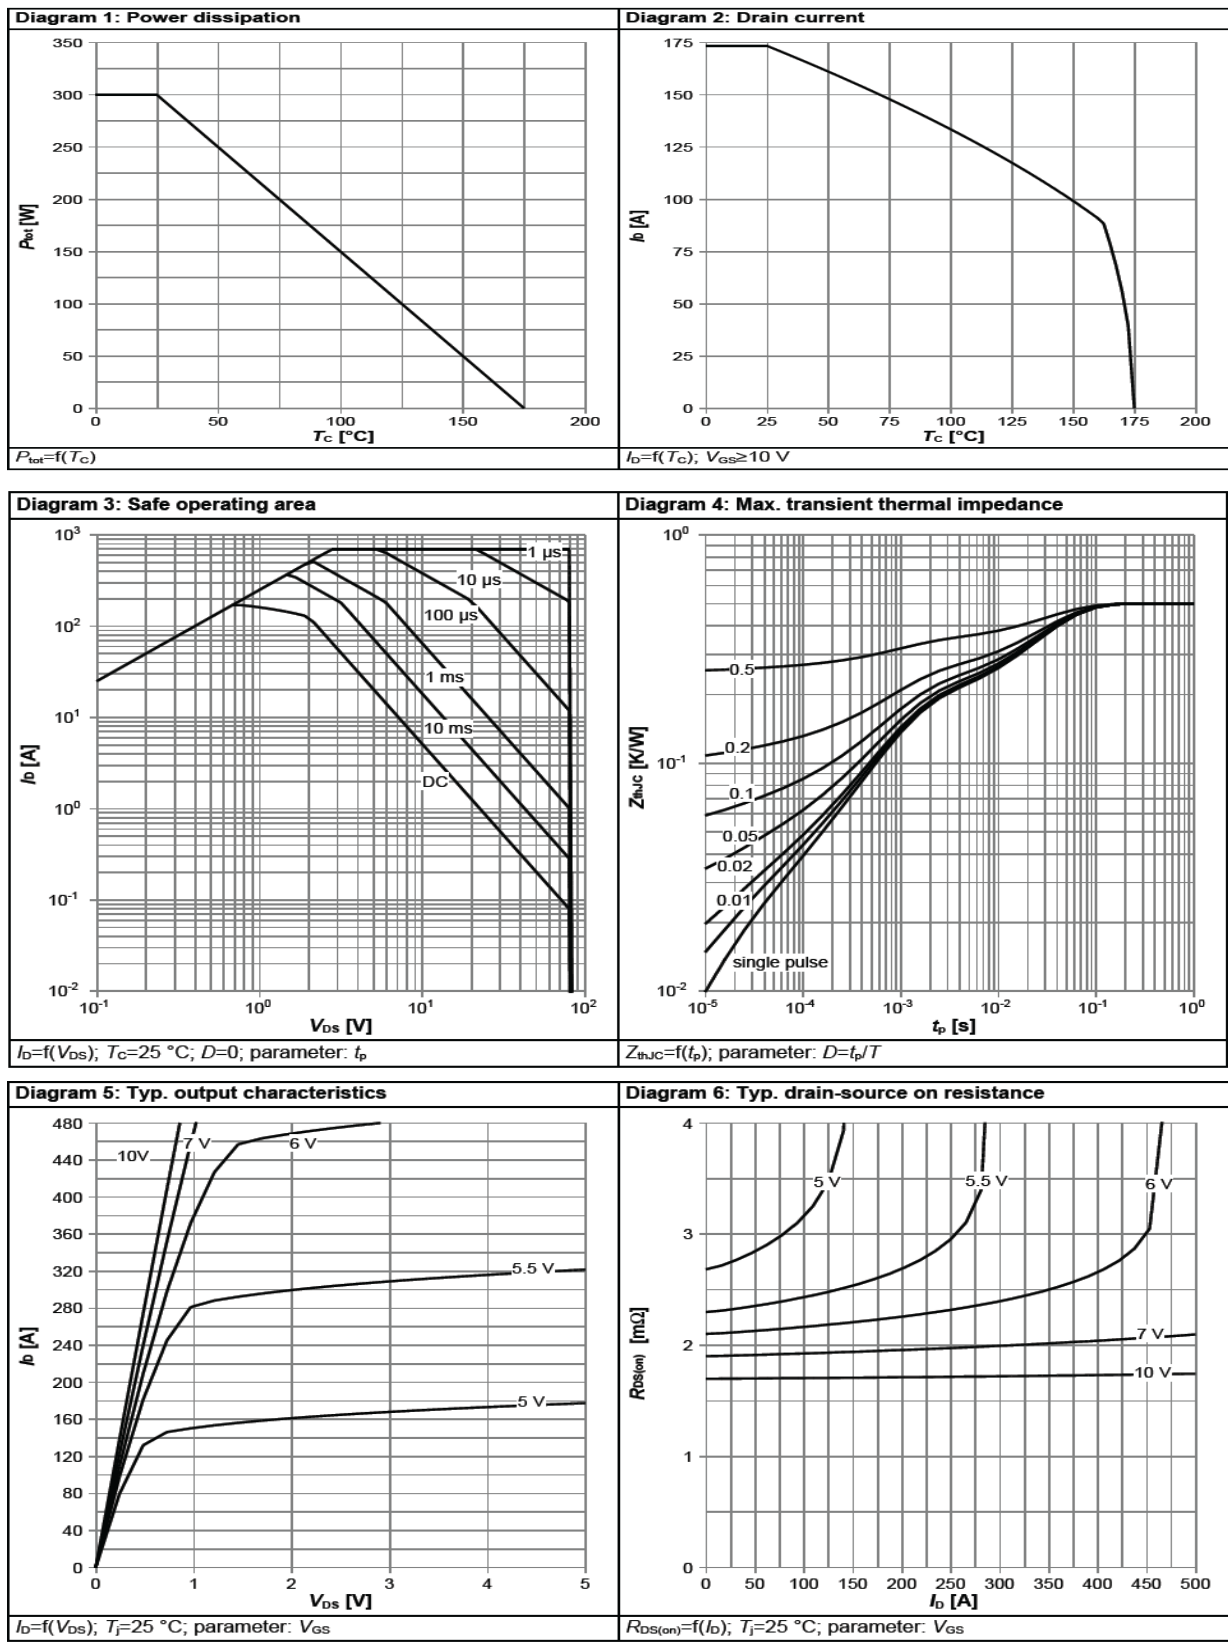 Diagram 1: Power dissipation
350
300
250
200
150
100
50
0
Ptot [W]
0 50 100 150 200
TC [°C]
Ptot=f(TC)
Diagram 2: Drain current
175
150
125
100
75
50
25
0
ID [A]
0 25 50 75 100 125 150 175 200
TC [°C]
ID=f(TC); VGS≥10 V
Diagram 3: Safe operating area
10³
10²
10¹
10⁰
10⁻¹
10⁻²
ID [A]
1 µs
10 µs
100 µs
1 ms
10 ms
DC
10⁻¹ 10⁰ 10¹ 10²
VDS [V]
ID=f(VDS); TC=25 °C; D=0; parameter: tp
Diagram 4: Max. transient thermal impedance
10⁰
10⁻¹
10⁻²
ZthJC [K/W]
0.5
0.2
0.1
0.05
0.02
0.01
single pulse
10⁻⁵ 10⁻⁴ 10⁻³ 10⁻² 10⁻¹ 10⁰
tp [s]
ZthJC=f(tp); parameter: D=tp/T
Diagram 5: Typ. output characteristics
480
440
400
360
320
280
240
200
160
120
80
40
0
ID [A]
10V
7 V
6 V
5.5 V
5 V
0 1 2 3 4 5
VDS [V]
ID=f(VDS); Tj=25 °C; parameter: VGS
Diagram 6: Typ. drain-source on resistance
4
3
2
1
0
RDS(on) [mΩ]
5 V
5.5 V
6 V
7 V
10 V
0 50 100 150 200 250 300 350 400 450 500
ID [A]
RDS(on)=f(ID); Tj=25 °C; parameter: VGS